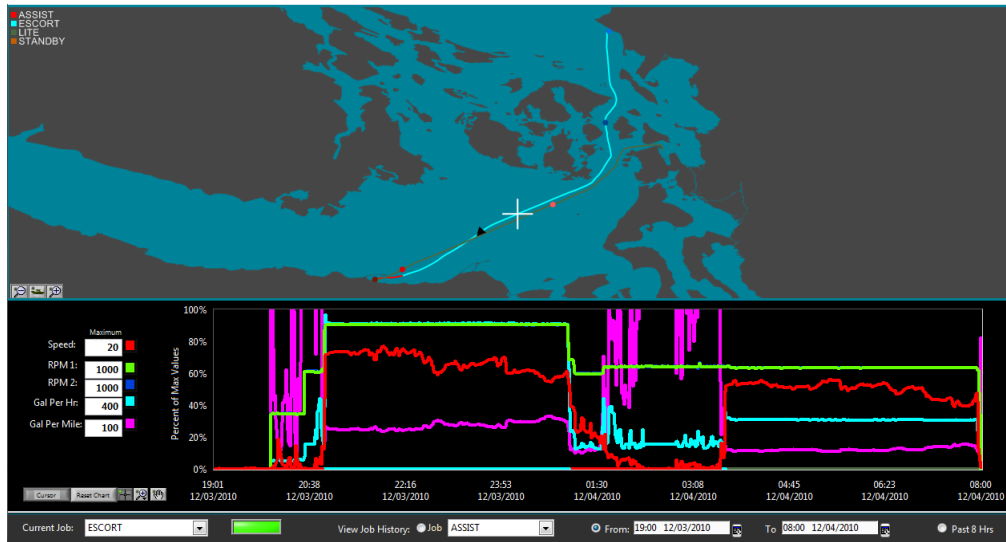 ASSIST
ESCORT
LITE
STANDBY
Maximum
Speed: 20
RPM 1: 1000
RPM 2: 1000
Gal Per Hr: 400
Gal Per Mile: 100
Percent of Max Values
100%
80%
60%
40%
20%
0%
19:01 20:38 22:16 23:53 01:30 03:08 04:45 06:23 08:00
12/03/2010 12/03/2010 12/03/2010 12/03/2010 12/04/2010 12/04/2010 12/04/2010 12/04/2010 12/04/2010
Cursor Reset Chart
Current Job: ESCORT View Job History: Job ASSIST From: 19:00 12/03/2010 To 08:00 12/04/2010 Past 8 Hrs